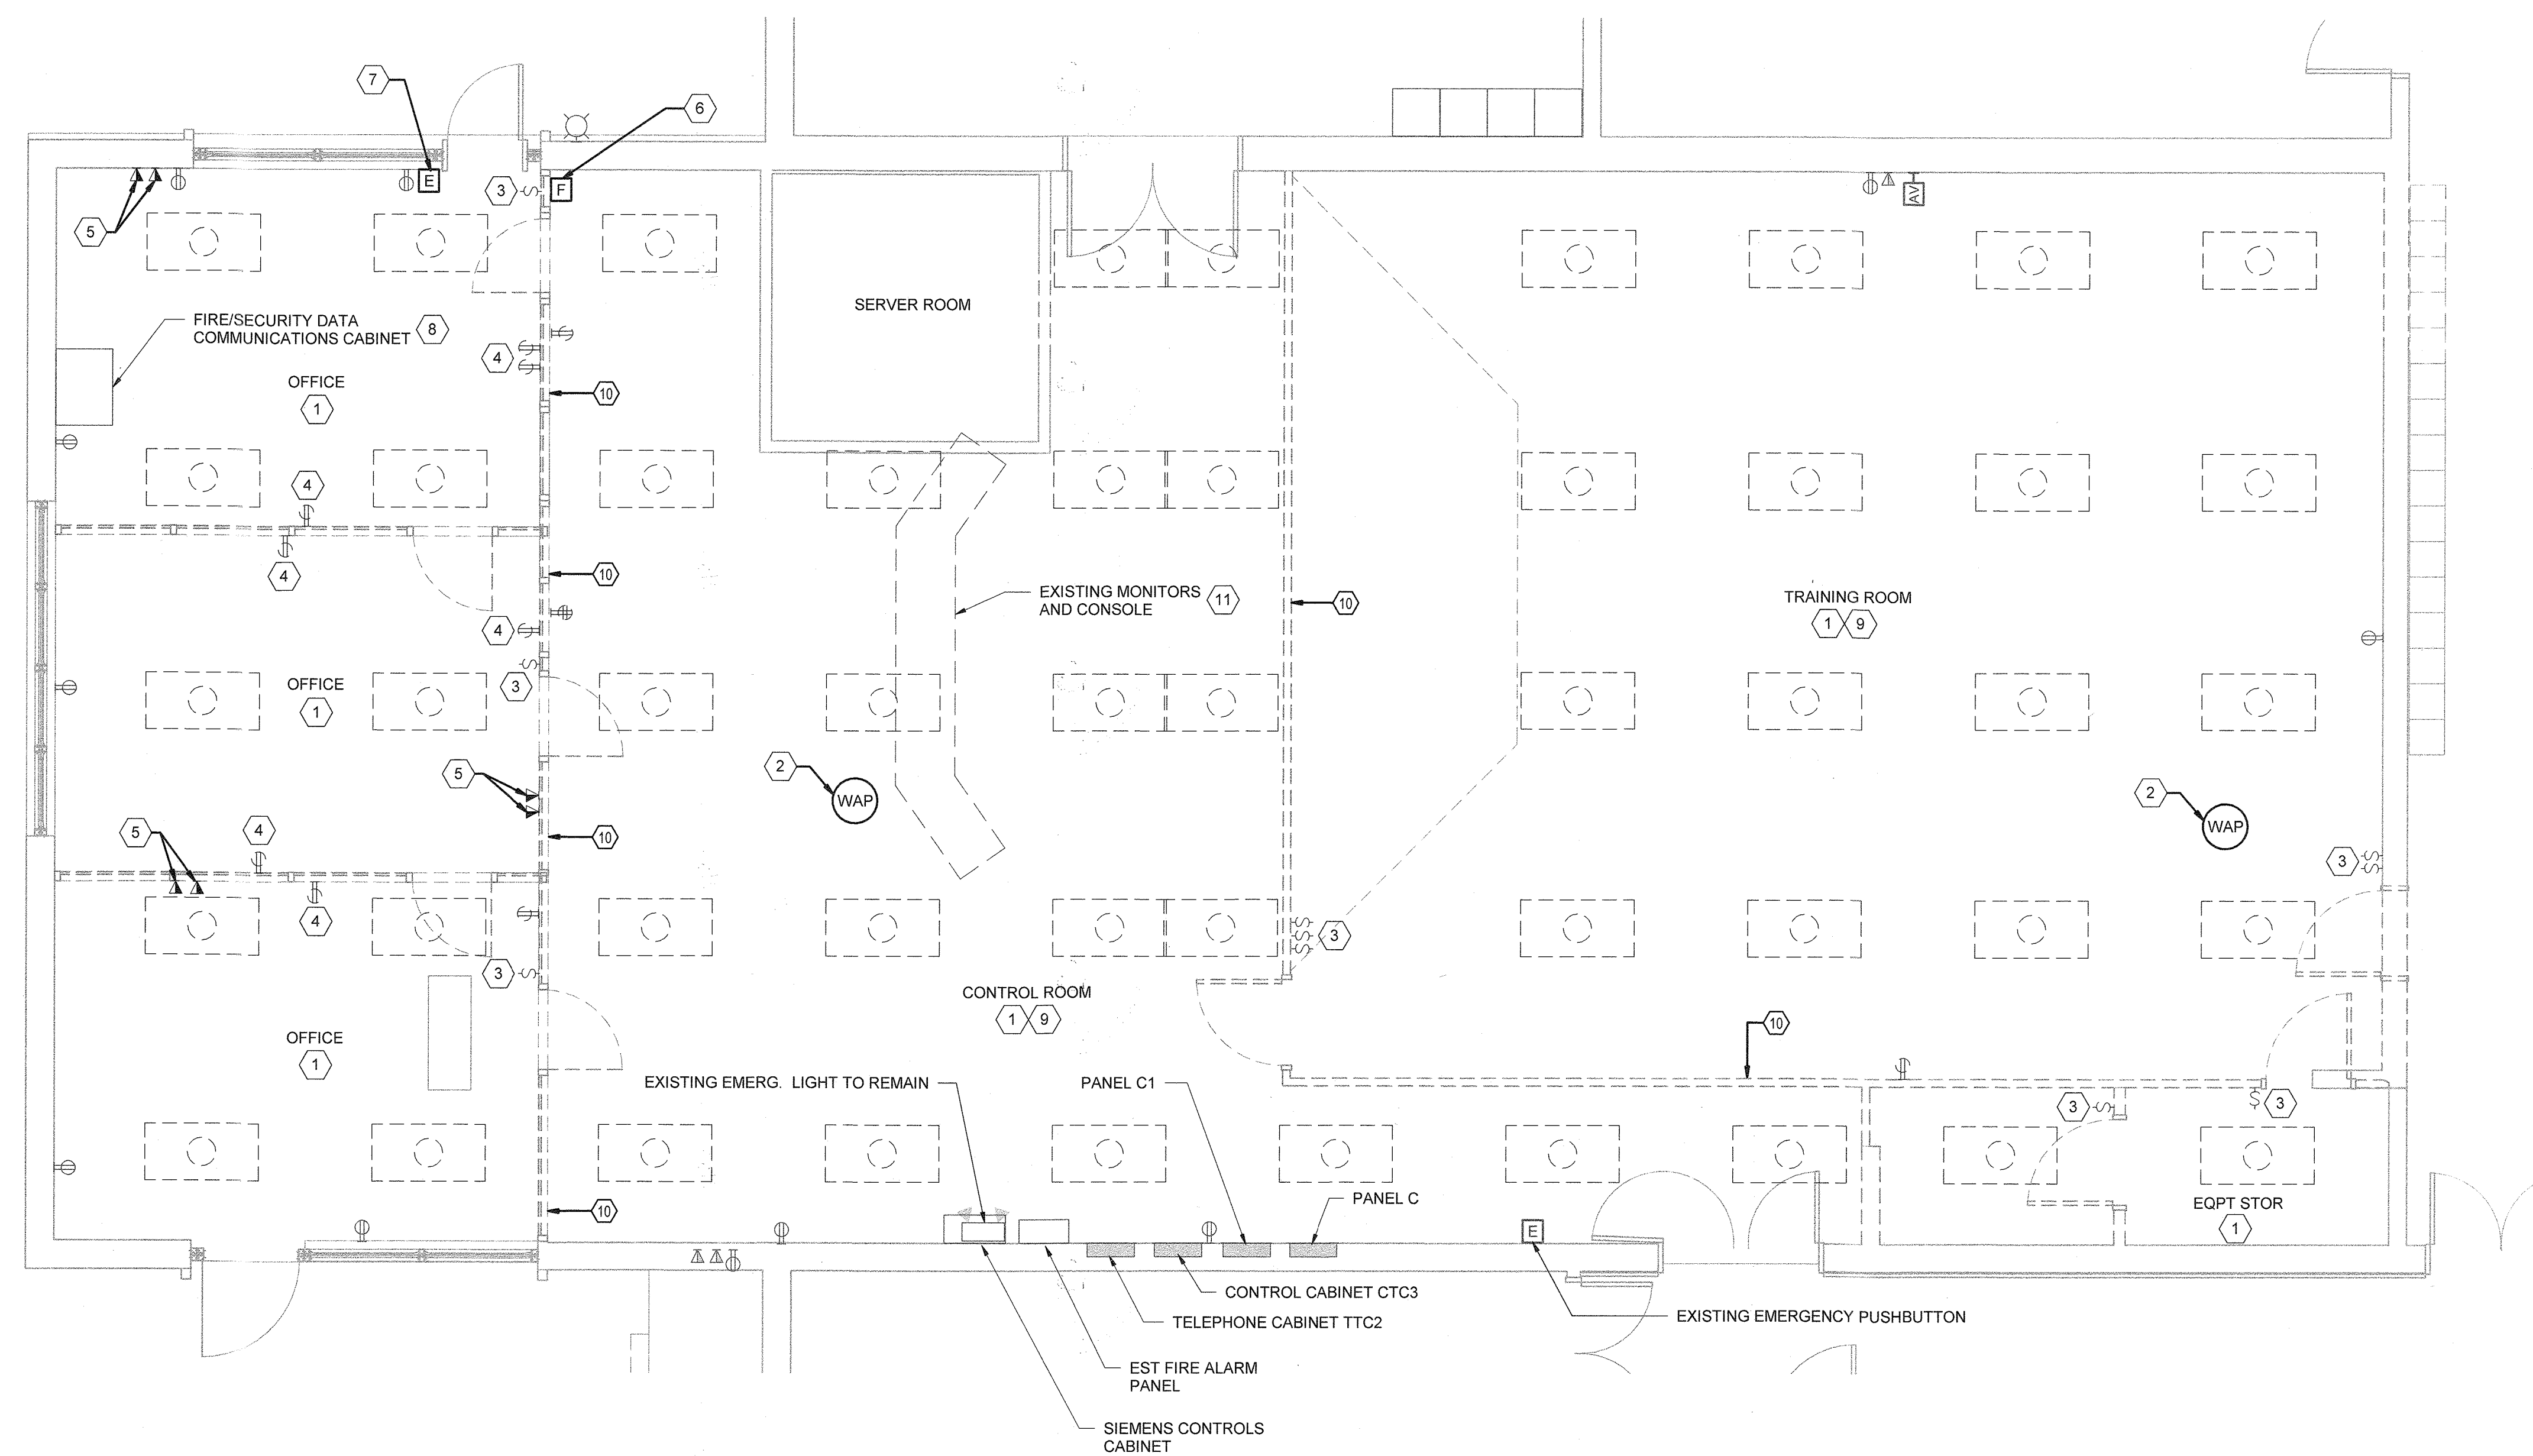 7
6
E
F
3
5
AV
SERVER ROOM
FIRE/SECURITY DATA
COMMUNICATIONS CABINET
8
4
OFFICE
1
10
4
4
10
EXISTING MONITORS
AND CONSOLE
11
10
TRAINING ROOM
1
9
4
3
OFFICE
1
5
2
WAP
2
WAP
5
4
10
3
4
3
3
CONTROL ROOM
1
9
OFFICE
1
10
EXISTING EMERG. LIGHT TO REMAIN
PANEL C1
3
3
PANEL C
EQPT STOR
1
10
E
CONTROL CABINET CTC3
TELEPHONE CABINET TTC2
EXISTING EMERGENCY PUSHBUTTON
EST FIRE ALARM
PANEL
SIEMENS CONTROLS
CABINET